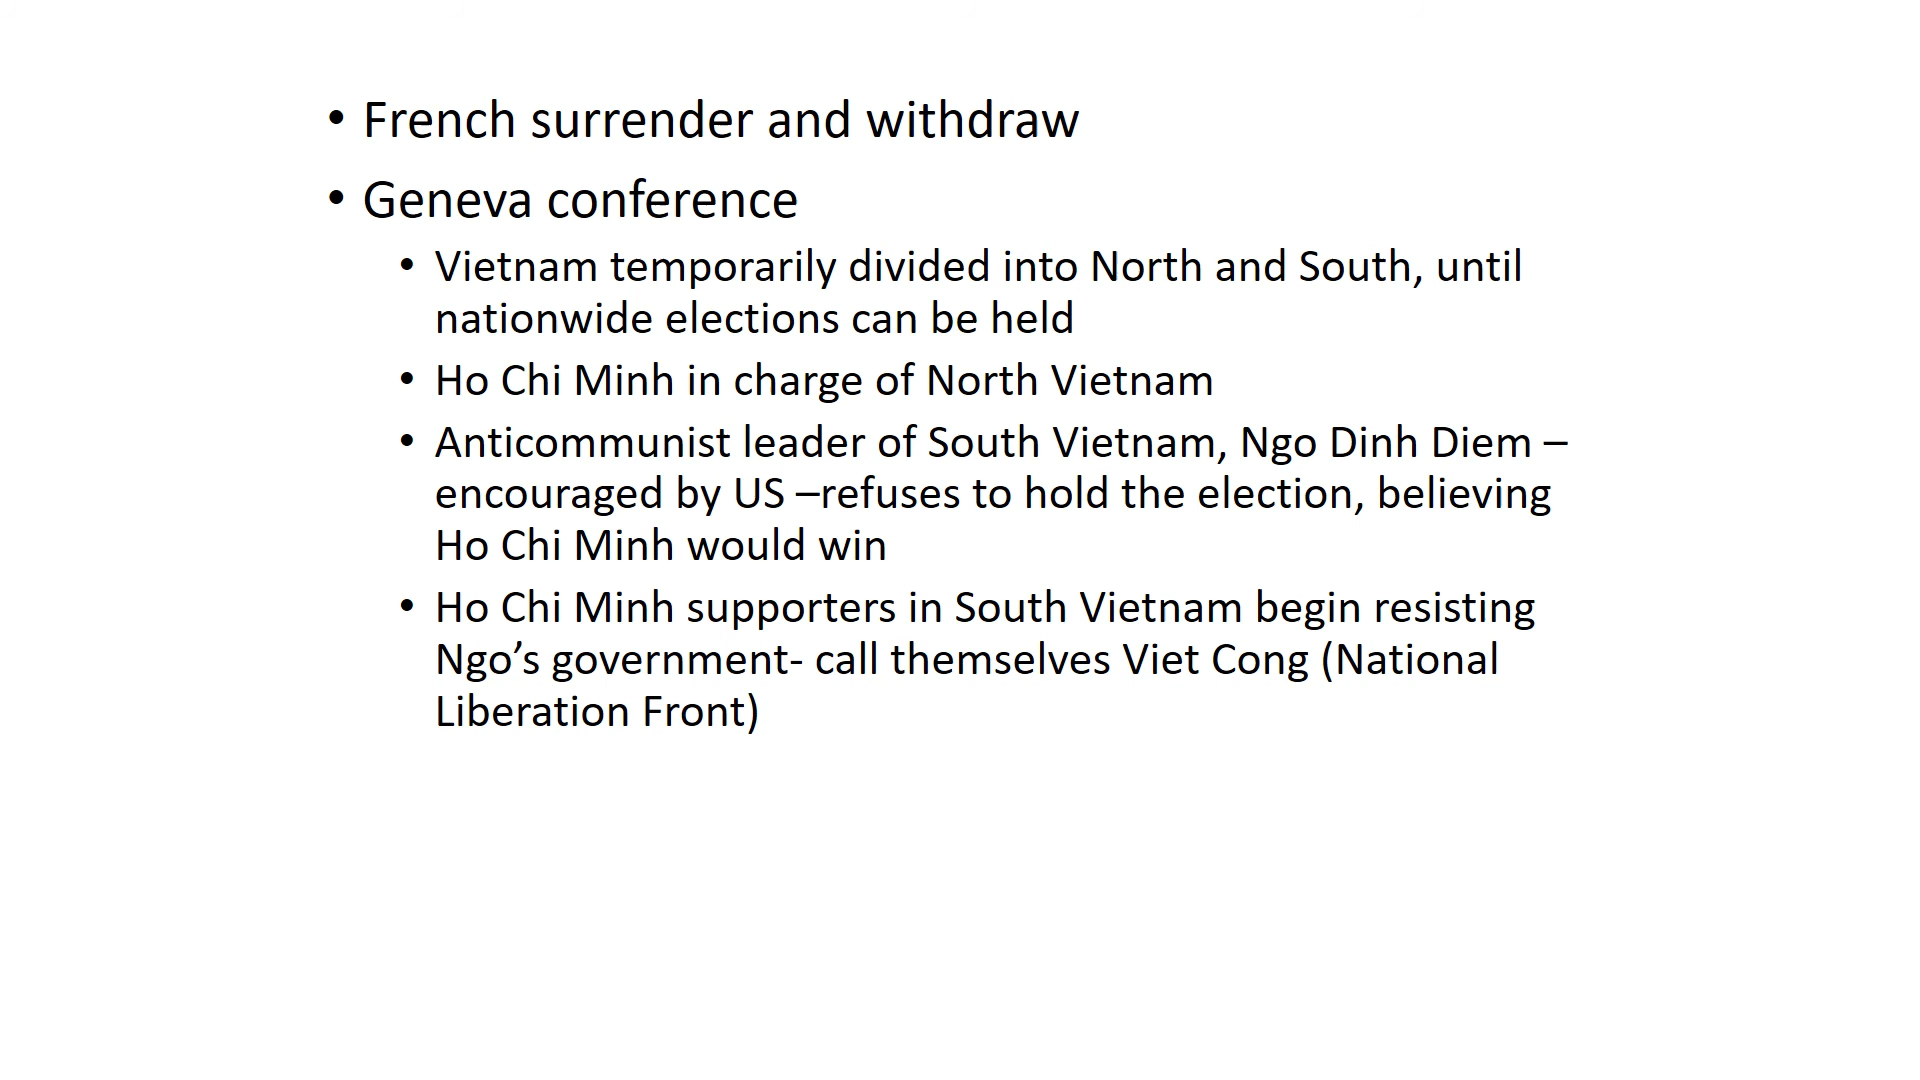 • French surrender and withdraw
• Geneva conference
• Vietnam temporarily divided into North and South, until
nationwide elections can be held
• Ho Chi Minh in charge of North Vietnam
• Anticommunist leader of South Vietnam, Ngo Dinh Diem –
encouraged by US –refuses to hold the election, believing
Ho Chi Minh would win
• Ho Chi Minh supporters in South Vietnam begin resisting
Ngo’s government- call themselves Viet Cong (National
Liberation Front)